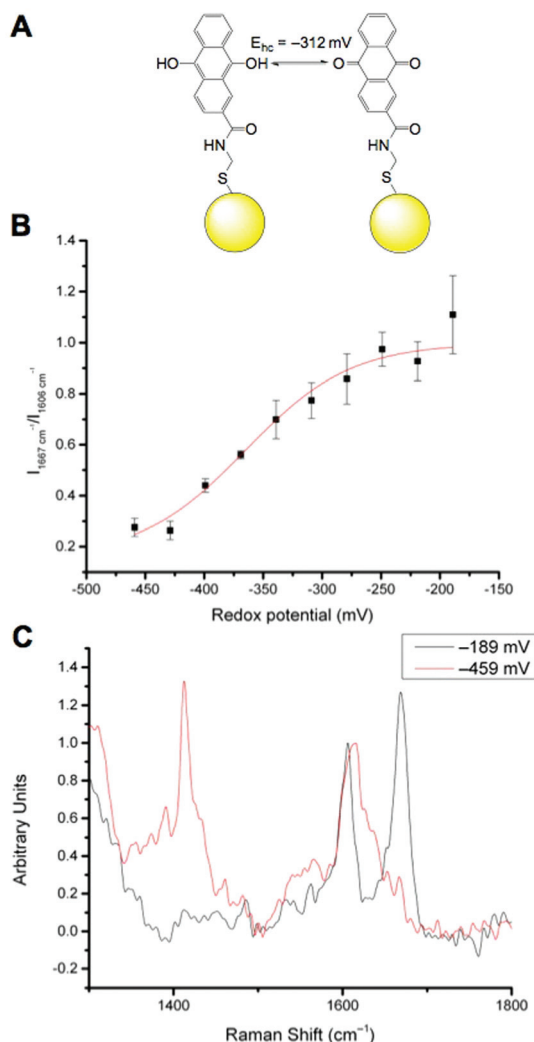 A
E_hc = –312 mV
HO
OH
O
O
O
HN
S
O
HN
S
B
1.4
1.2
1.0
0.8
0.6
0.4
0.2
I_1667 cm⁻¹/I_1606 cm⁻¹
-500 -450 -400 -350 -300 -250 -200 -150
Redox potential (mV)
C
–189 mV
–459 mV
1.4
1.2
1.0
0.8
0.6
0.4
0.2
0.0
-0.2
Arbitrary Units
1400 1600 1800
Raman Shift (cm⁻¹)